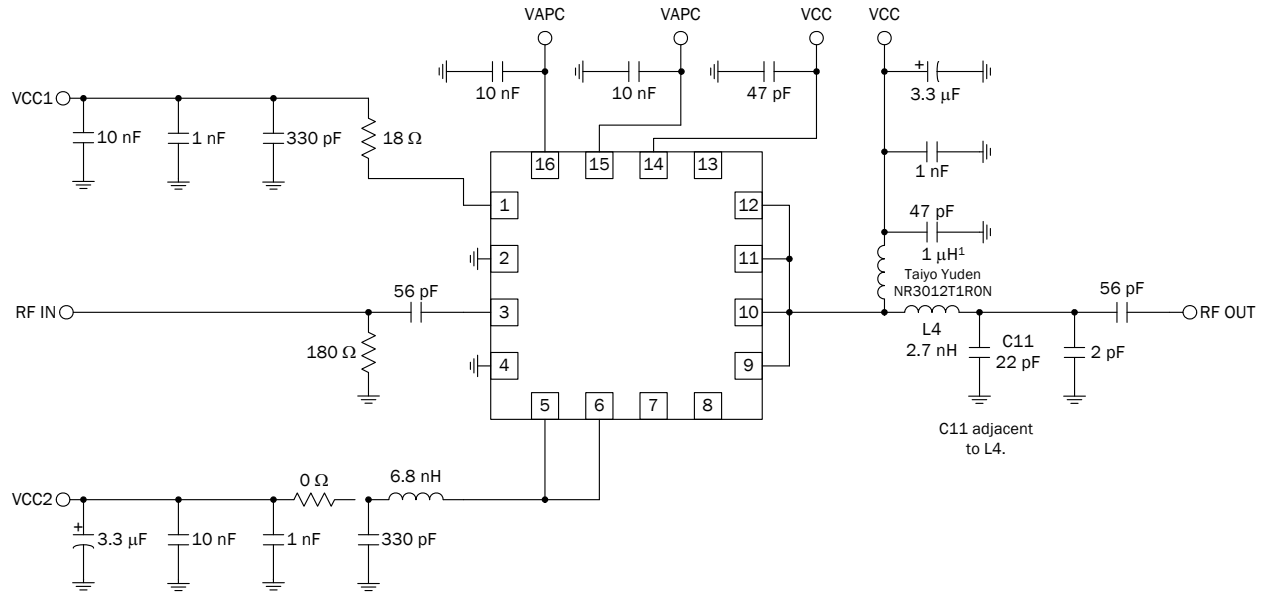 VAPC
VAPC
VCC
VCC
10 nF
10 nF
47 pF
+
3.3 μF
VCC1
10 nF
1 nF
330 pF
18 Ω
16
15
14
13
1 nF
1
12
2
11
47 pF
1 μH¹
Taiyo Yuden
NR3012T1R0N
RF IN
56 pF
3
10
56 pF
RF OUT
180 Ω
L4
2.7 nH
C11
22 pF
2 pF
4
9
5
6
7
8
C11 adjacent
to L4.
VCC2
0 Ω
6.8 nH
+
3.3 μF
10 nF
1 nF
330 pF